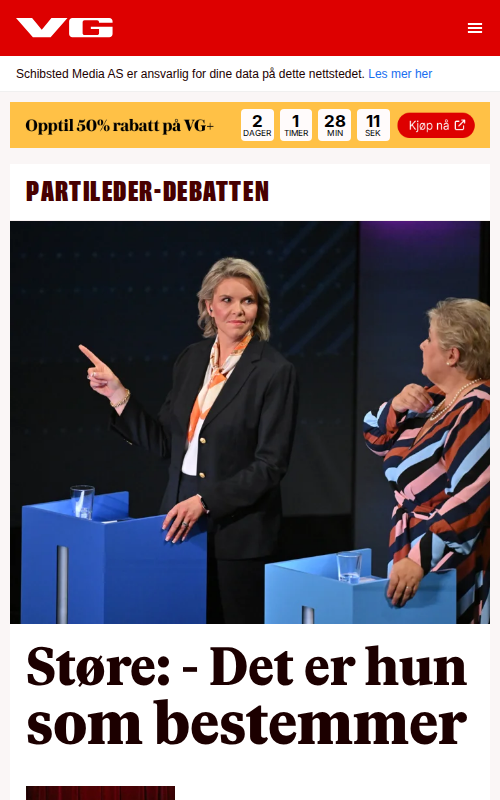 VG
Schibsted Media AS er ansvarlig for dine data på dette nettstedet. Les mer her
Opptil 50% rabatt på VG+
2 1 28 11
DAGER TIMER MIN SEK
Kjøp nå
PARTILEDER-DEBATTEN
Støre: - Det er hun
som bestemmer